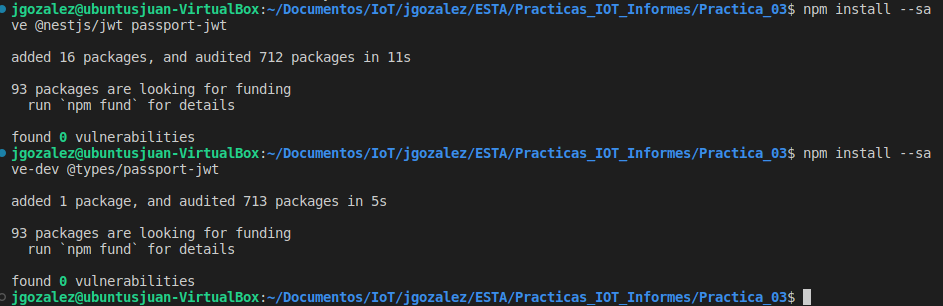 jgozalez@ubuntusjuan-VirtualBox:~/Documentos/IoT/jgozalez/ESTA/Practicas_IOT_Informes/Practica_03$ npm install --sa
ve @nestjs/jwt passport-jwt
added 16 packages, and audited 712 packages in 11s
93 packages are looking for funding
  run `npm fund` for details
found 0 vulnerabilities
jgozalez@ubuntusjuan-VirtualBox:~/Documentos/IoT/jgozalez/ESTA/Practicas_IOT_Informes/Practica_03$ npm install --sa
ve-dev @types/passport-jwt
added 1 package, and audited 713 packages in 5s
93 packages are looking for funding
  run `npm fund` for details
found 0 vulnerabilities
jgozalez@ubuntusjuan-VirtualBox:~/Documentos/IoT/jgozalez/ESTA/Practicas_IOT_Informes/Practica_03$